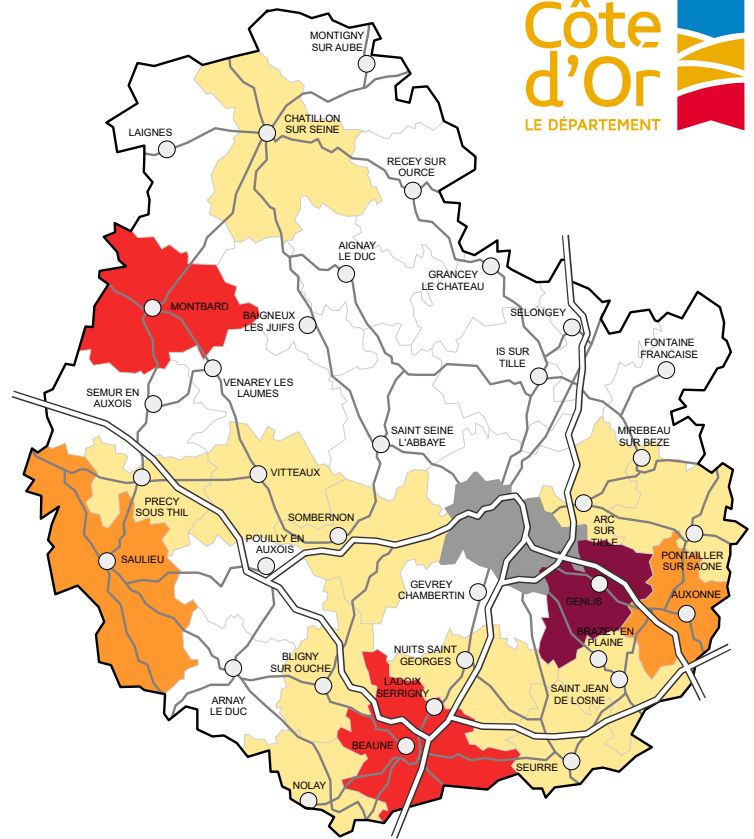 Côte
d'Or
LE DÉPARTEMENT
MONTIGNY
SUR AUBE
CHATILLON
SUR SEINE
LAIGNES
RECEY SUR
OURCE
AIGNAY
LE DUC
GRANCEY
LE CHATEAU
MONTBARD
BAIGNEUX
LES JUIFS
SELONGEY
FONTAINE
FRANCAISE
IS SUR
TILLE
VENAREY LES
LAUMES
SEMUR EN
AUXOIS
SAINT SEINE
L'ABBAYE
MIREBEAU
SUR BEZE
VITTEAUX
PRECY
SOUS THIL
SOMBERNON
ARC
SUR
TILLE
POUILLY EN
AUXOIS
SAULIEU
PONTAILLER
SUR SAONE
GEVREY
CHAMBERTIN
GENLIS
AUXONNE
BRAZEY EN
PLAINE
NUITS SAINT
GEORGES
BLIGNY
SUR OUCHE
LADOIX
SERRIGNY
SAINT JEAN
DE LOSNE
ARNAY
LE DUC
BEAUNE
SEURRE
NOLAY